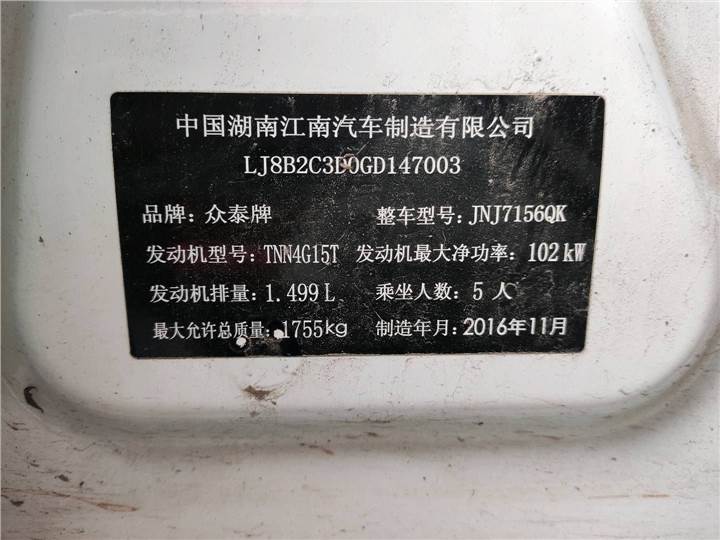 中国湖南江南汽车制造有限公司
LJ8B2C3D0GD147003
品牌:众泰牌 整车型号:JNJ7156QK
发动机型号:TNN4G15T 发动机最大净功率:102kW
发动机排量:1.499L 乘坐人数:5人
最大允许总质量:1755kg 制造年月:2016年11月